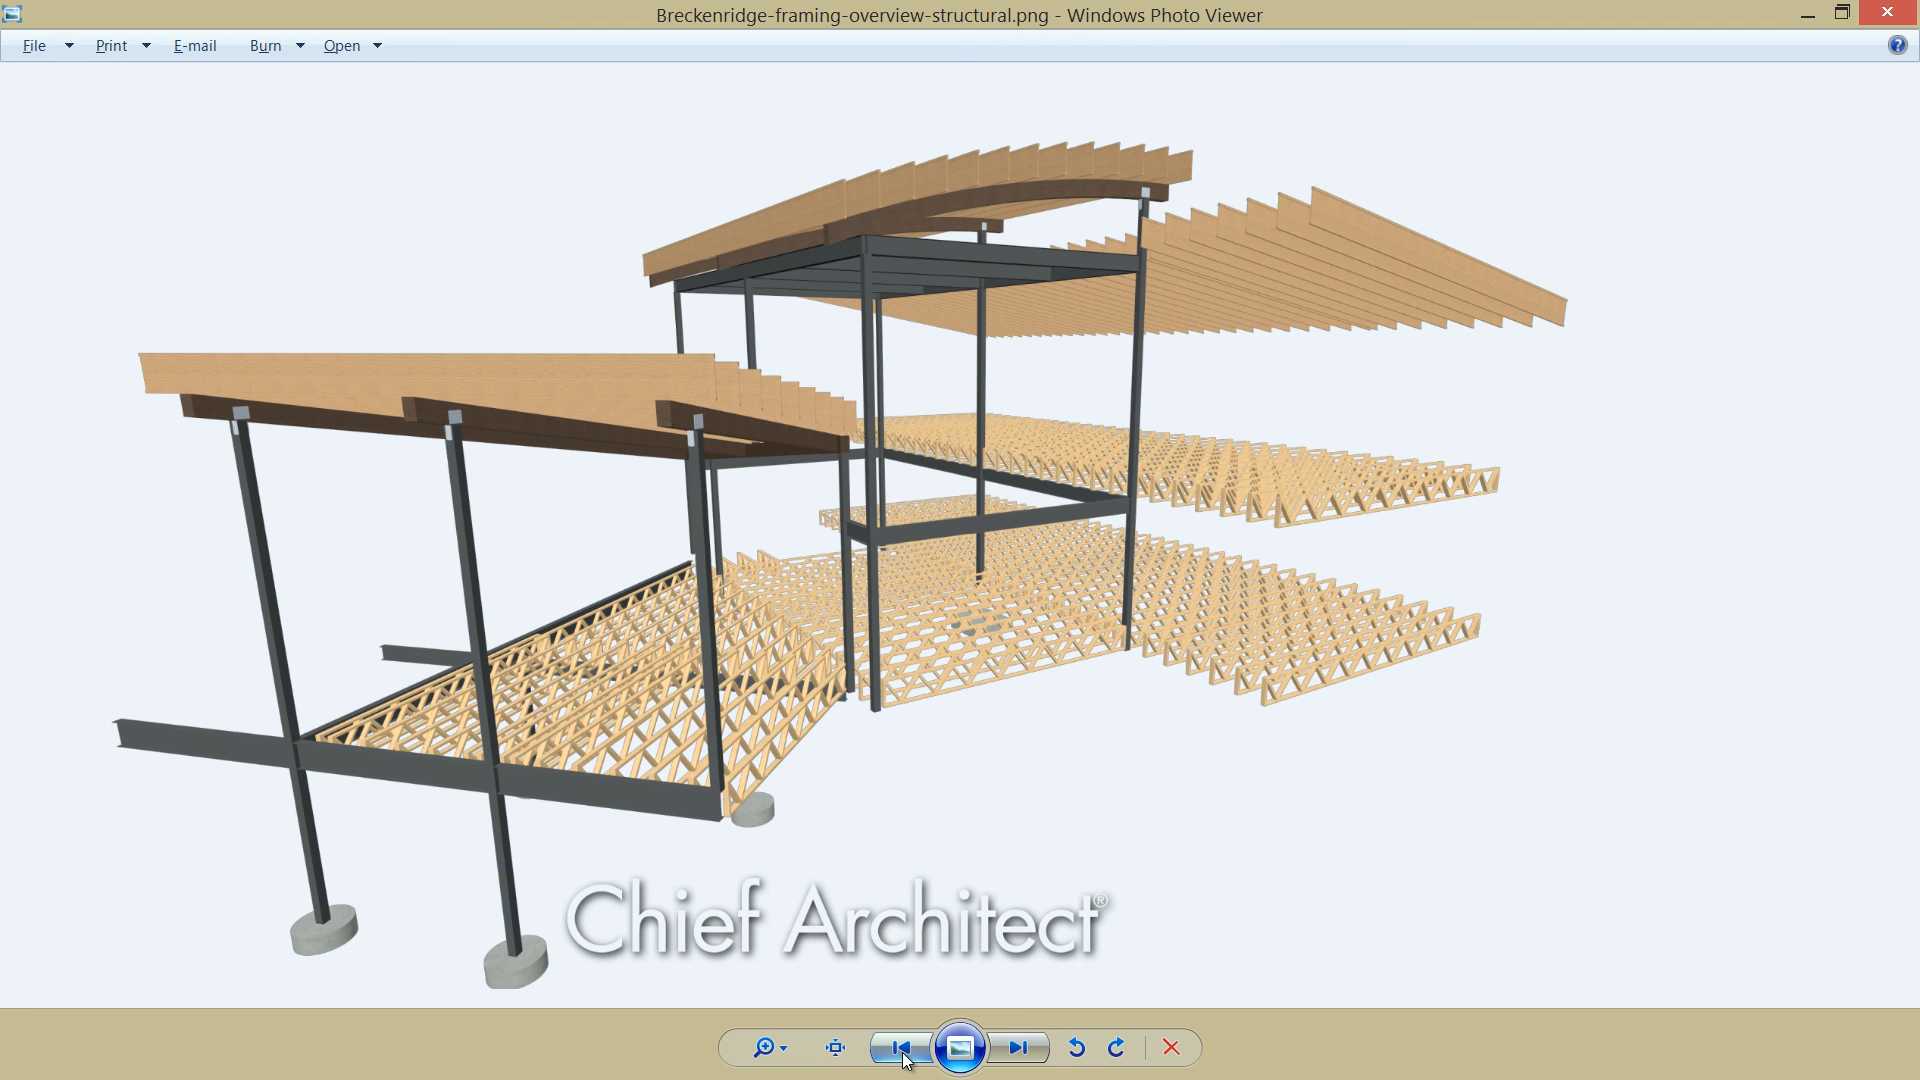 Breckenridge-framing-overview-structural.png - Windows Photo Viewer
File Print E-mail Burn Open
Chief Architect®